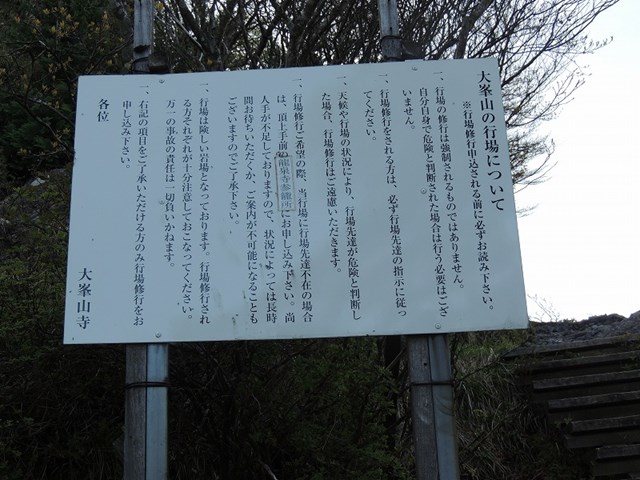 大峯山の行場について
※行場修行申込される前に必ずお読み下さい。
一、行場の修行は強制されるものではありません。
自分自身で危険と判断された場合は行う必要はござ
いません。
一、行場修行をされる方は、必ず行場先達の指示に従っ
てください。
一、天候や行場の状況により、行場先達が危険と判断し
た場合、行場修行はご遠慮いただきます。
一、行場修行ご希望の際、当行場に行場先達不在の場合
は、頂上手前の龍泉寺参籠所にお申し込み下さい。尚
人手が不足しておりますので、状況によっては長時
間お待ちいただくか、ご案内が不可能になることも
ございますのでご了承下さい。
一、行場は険しい岩場となっております。行場修行され
る方それぞれが十分注意しておこなってください。
万一の事故の責任は一切負いかねます。
一、右記の項目をご了承いただける方のみ行場修行をお
申し込み下さい。
各位
大峯山寺